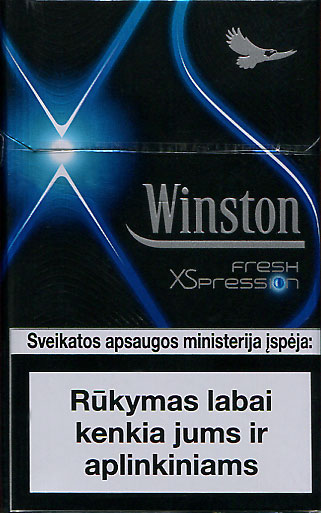 Winston
FRESH
XSpression
Sveikatos apsaugos ministerija įspėja:
Rūkymas labai
kenkia jums ir
aplinkiniams